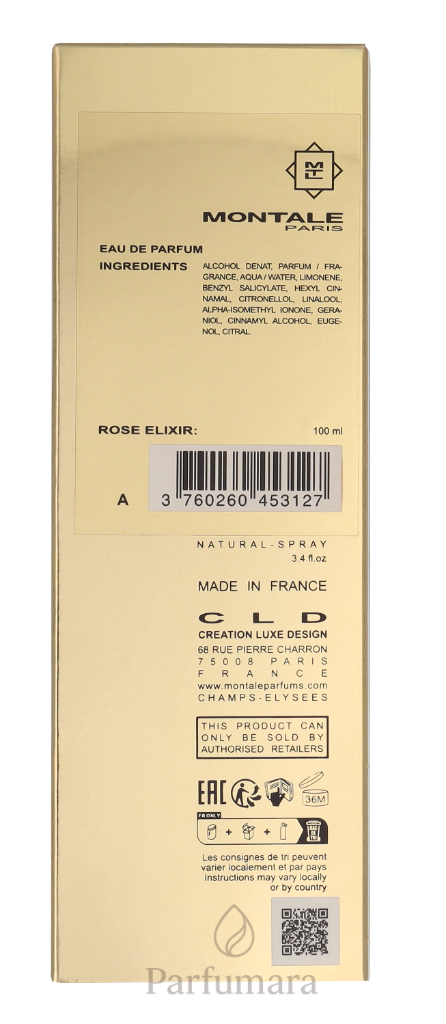 MTL
MONTALE
PARIS
EAU DE PARFUM
INGREDIENTS
ALCOHOL DENAT, PARFUM / FRA-
GRANCE, AQUA / WATER, LIMONENE,
BENZYL SALICYLATE, HEXYL CIN-
NAMAL, CITRONELLOL, LINALOOL,
ALPHA-ISOMETHYL IONONE, GERA-
NIOL, CINNAMYL ALCOHOL, EUGE-
NOL, CITRAL.
ROSE ELIXIR: 100 ml
A 3 760260 453127
NATURAL-SPRAY
3.4 fl.oz
MADE IN FRANCE
CLD
CREATION LUXE DESIGN
68 RUE PIERRE CHARRON
75008 PARIS
FRANCE
www.montaleparfums.com
CHAMPS-ELYSEES
THIS PRODUCT CAN
ONLY BE SOLD BY
AUTHORISED RETAILERS
EAC 36M
FR ONLY
+ +
Les consignes de tri peuvent
varier localement et par pays
Instructions may vary locally
or by country
Parfumara